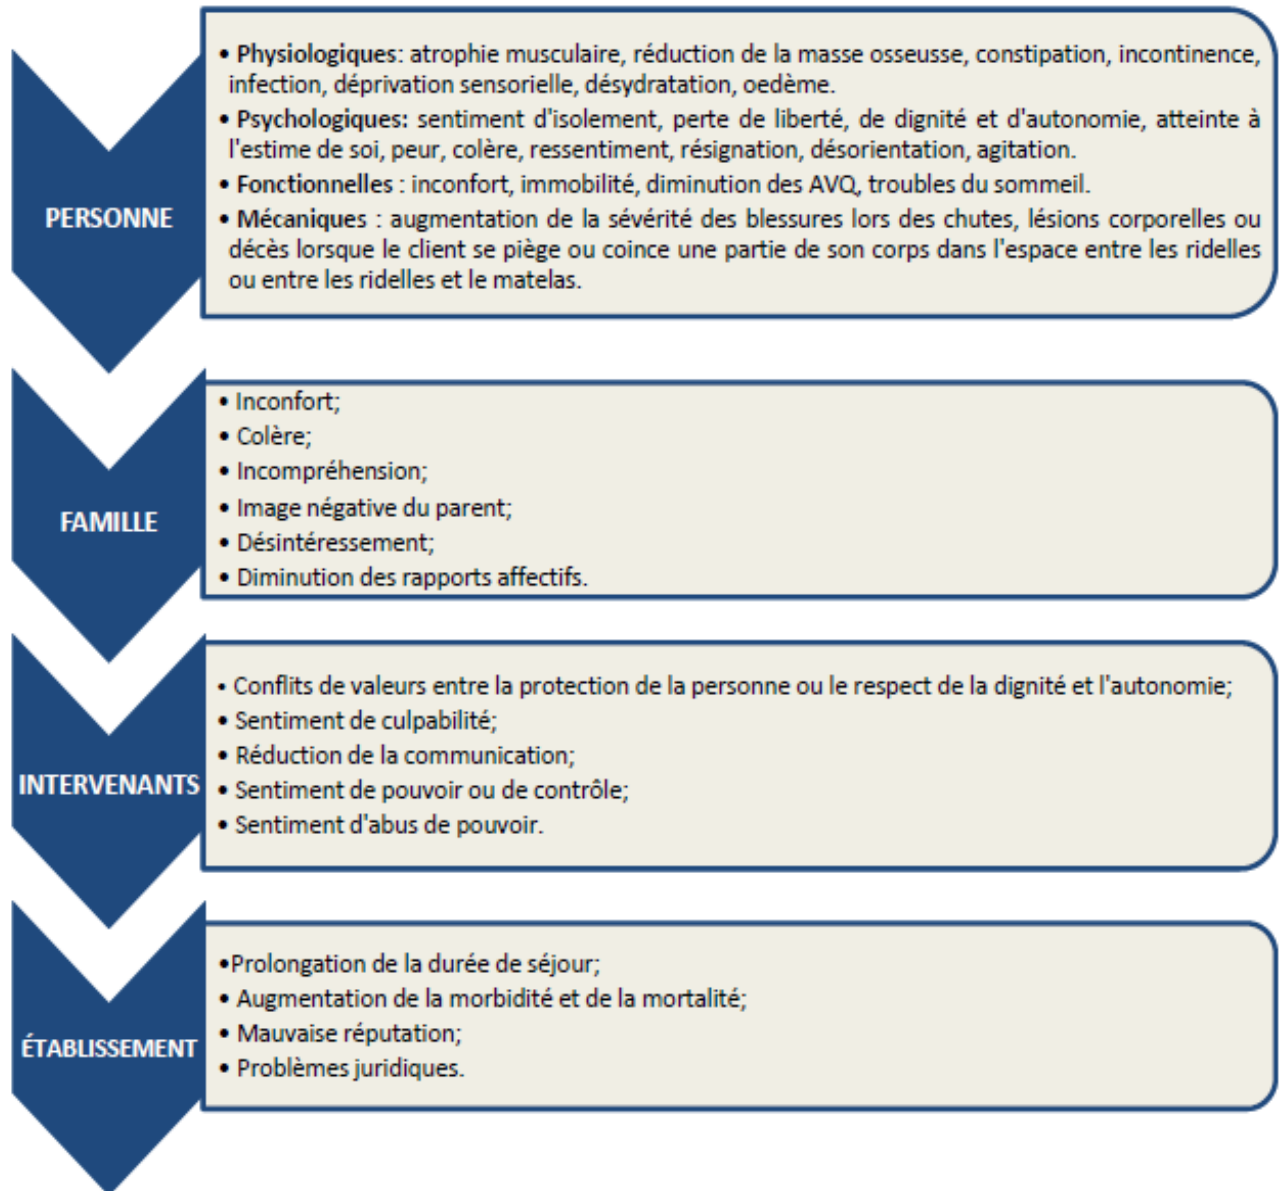 PERSONNE
• Physiologiques: atrophie musculaire, réduction de la masse osseusse, constipation, incontinence,
infection, déprivation sensorielle, désydratation, oedème.
• Psychologiques: sentiment d'isolement, perte de liberté, de dignité et d'autonomie, atteinte à
l'estime de soi, peur, colère, ressentiment, résignation, désorientation, agitation.
• Fonctionnelles : inconfort, immobilité, diminution des AVQ, troubles du sommeil.
• Mécaniques : augmentation de la sévérité des blessures lors des chutes, lésions corporelles ou
décès lorsque le client se piège ou coince une partie de son corps dans l'espace entre les ridelles
ou entre les ridelles et le matelas.
FAMILLE
• Inconfort;
• Colère;
• Incompréhension;
• Image négative du parent;
• Désintéressement;
• Diminution des rapports affectifs.
INTERVENANTS
• Conflits de valeurs entre la protection de la personne ou le respect de la dignité et l'autonomie;
• Sentiment de culpabilité;
• Réduction de la communication;
• Sentiment de pouvoir ou de contrôle;
• Sentiment d'abus de pouvoir.
ÉTABLISSEMENT
•Prolongation de la durée de séjour;
• Augmentation de la morbidité et de la mortalité;
• Mauvaise réputation;
• Problèmes juridiques.